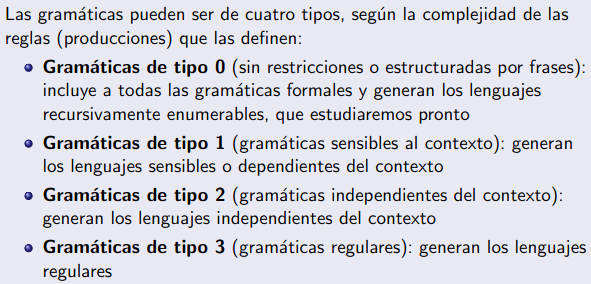 Las gramáticas pueden ser de cuatro tipos, según la complejidad de las
reglas (producciones) que las definen:
Gramáticas de tipo 0 (sin restricciones o estructuradas por frases):
incluye a todas las gramáticas formales y generan los lenguajes
recursivamente enumerables, que estudiaremos pronto
Gramáticas de tipo 1 (gramáticas sensibles al contexto): generan
los lenguajes sensibles o dependientes del contexto
Gramáticas de tipo 2 (gramáticas independientes del contexto):
generan los lenguajes independientes del contexto
Gramáticas de tipo 3 (gramáticas regulares): generan los lenguajes
regulares